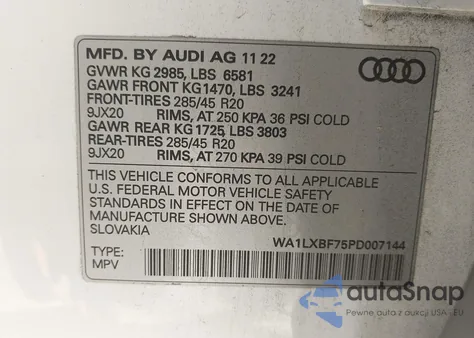 MFD. BY AUDI AG 11 22
GVWR KG 2985, LBS 6581
GAWR FRONT KG1470, LBS 3241
FRONT-TIRES 285/45 R20
9JX20 RIMS, AT 250 KPA 36 PSI COLD
GAWR REAR KG 1725, LBS 3803
REAR-TIRES 285/45 R20
9JX20 RIMS, AT 270 KPA 39 PSI COLD
THIS VEHICLE CONFORMS TO ALL APPLICABLE
U.S. FEDERAL MOTOR VEHICLE SAFETY
STANDARDS IN EFFECT ON THE DATE OF
MANUFACTURE SHOWN ABOVE.
SLOVAKIA
WA1LXBF75PD007144
TYPE:
MPV
autoSnap
Pewne auta z aukcji USA - EU